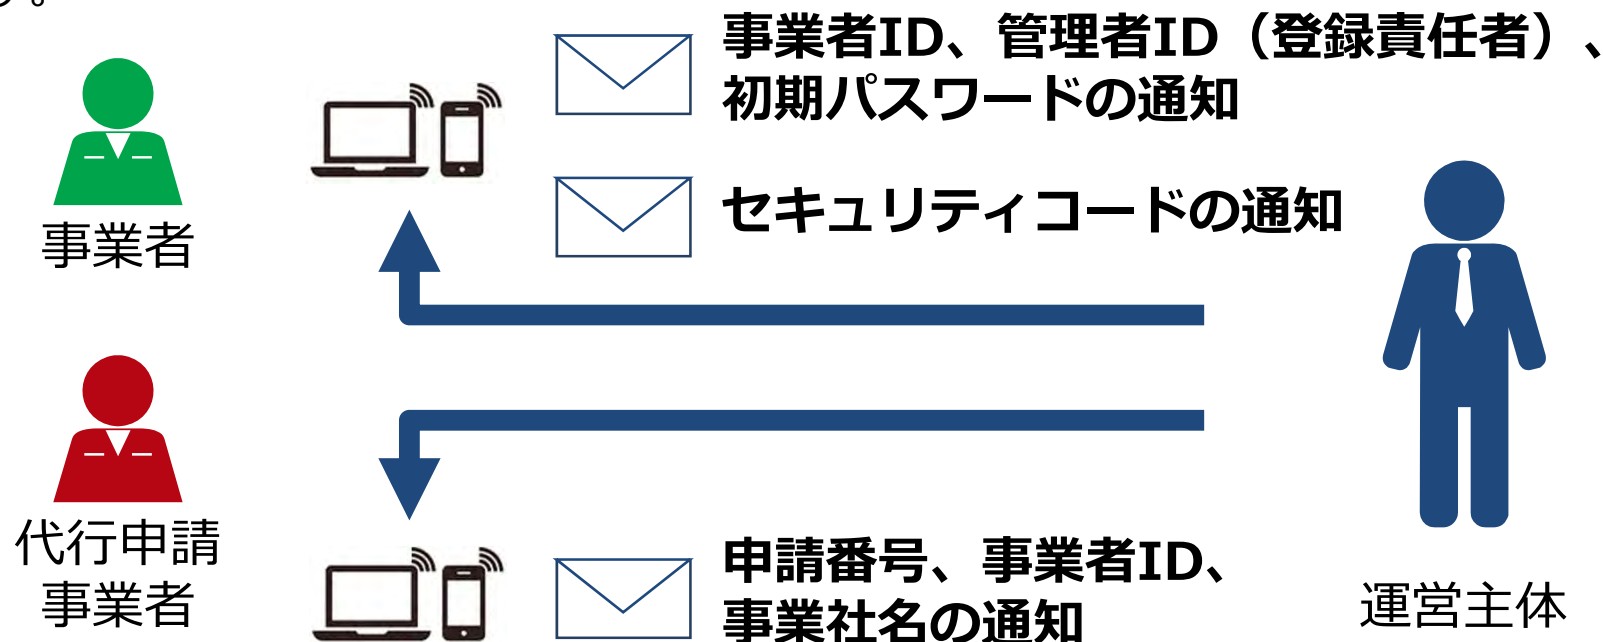 す。
事業者ID、管理者ID（登録責任者）、
初期パスワードの通知
セキュリティコードの通知
事業者
代行申請
事業者
申請番号、事業者ID、
事業社名の通知
運営主体